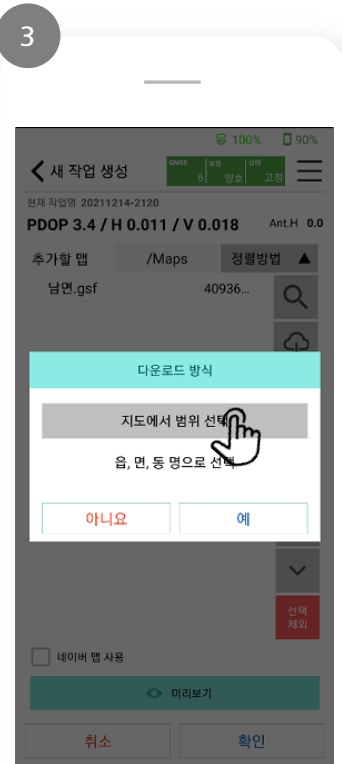 3
100% 90%
새 작업 생성 GNSS 6 보정 양호 상태 고정
현재 작업명 20211214-2120
PDOP 3.4 / H 0.011 / V 0.018 Ant.H 0.0
추가할 맵 /Maps 정렬방법 ▲
남면.gsf 40936...
다운로드 방식
지도에서 범위 선택
읍, 면, 동 명으로 선택
아니요 예
선택
제외
네이버 맵 사용
미리보기
취소 확인